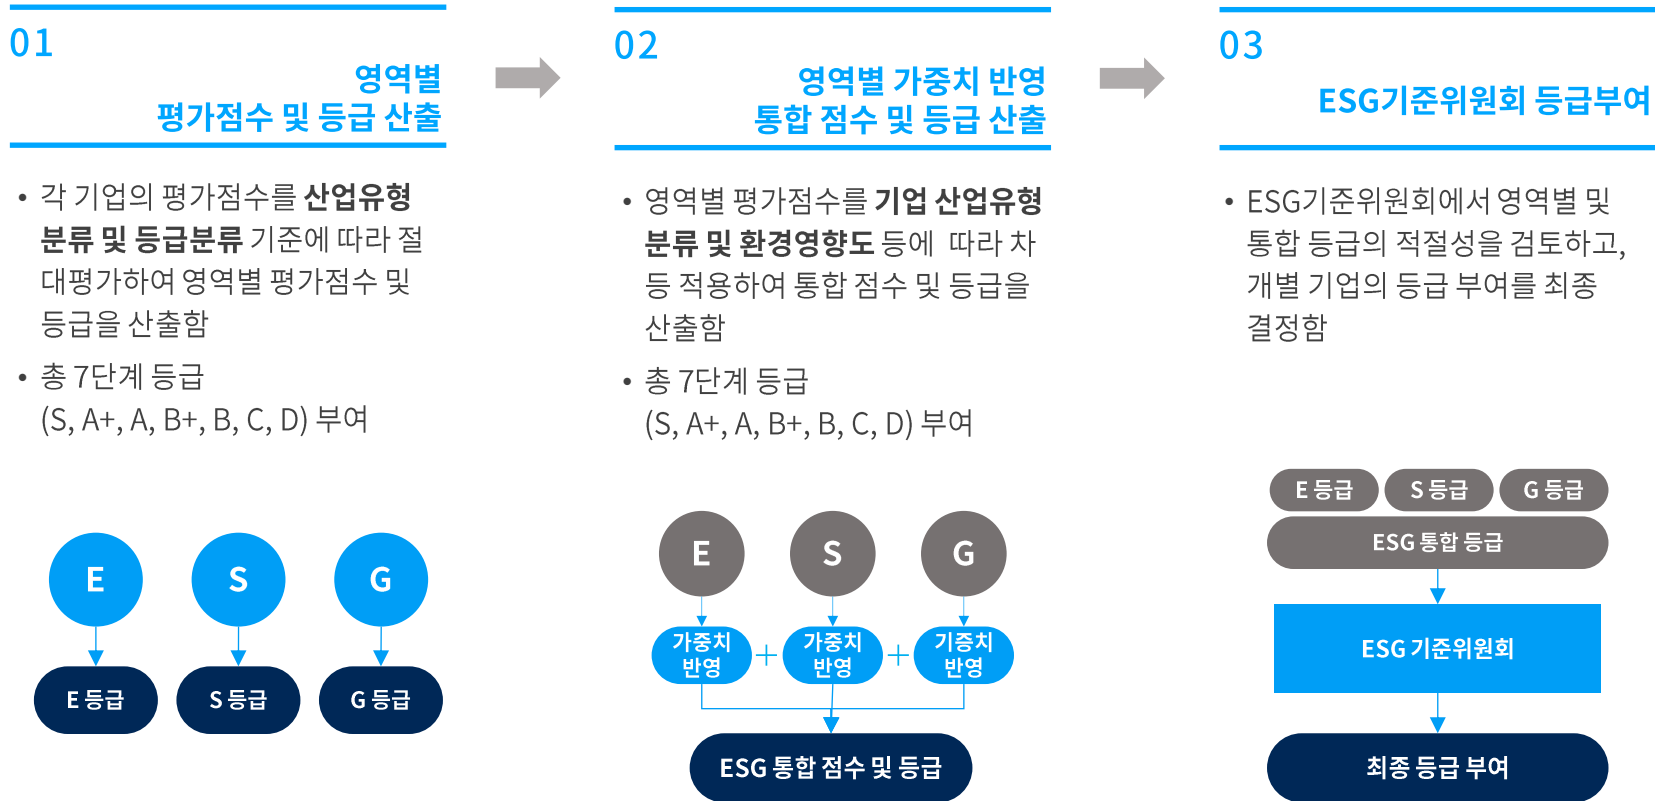 01
영역별
평가점수 및 등급 산출
• 각 기업의 평가점수를 산업유형
분류 및 등급분류 기준에 따라 절
대평가하여 영역별 평가점수 및
등급을 산출함
• 총 7단계 등급
(S, A+, A, B+, B, C, D) 부여
E
S
G
E 등급
S 등급
G 등급
02
영역별 가중치 반영
통합 점수 및 등급 산출
• 영역별 평가점수를 기업 산업유형
분류 및 환경영향도 등에 따라 차
등 적용하여 통합 점수 및 등급을
산출함
• 총 7단계 등급
(S, A+, A, B+, B, C, D) 부여
E
S
G
가중치
반영
+
가중치
반영
+
기증치
반영
ESG 통합 점수 및 등급
03
ESG기준위원회 등급부여
• ESG기준위원회에서 영역별 및
통합 등급의 적절성을 검토하고,
개별 기업의 등급 부여를 최종
결정함
E 등급
S 등급
G 등급
ESG 통합 등급
ESG 기준위원회
최종 등급 부여